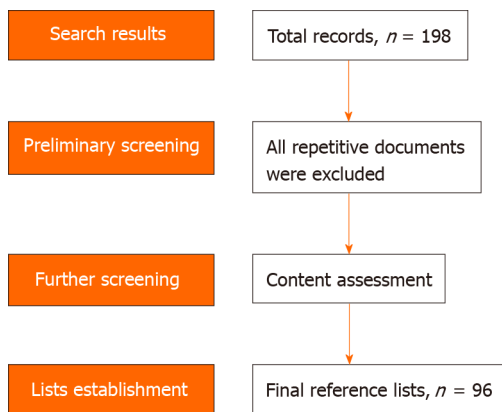 Search results
Total records, n = 198
Preliminary screening
All repetitive documents
were excluded
Further screening
Content assessment
Lists establishment
Final reference lists, n = 96